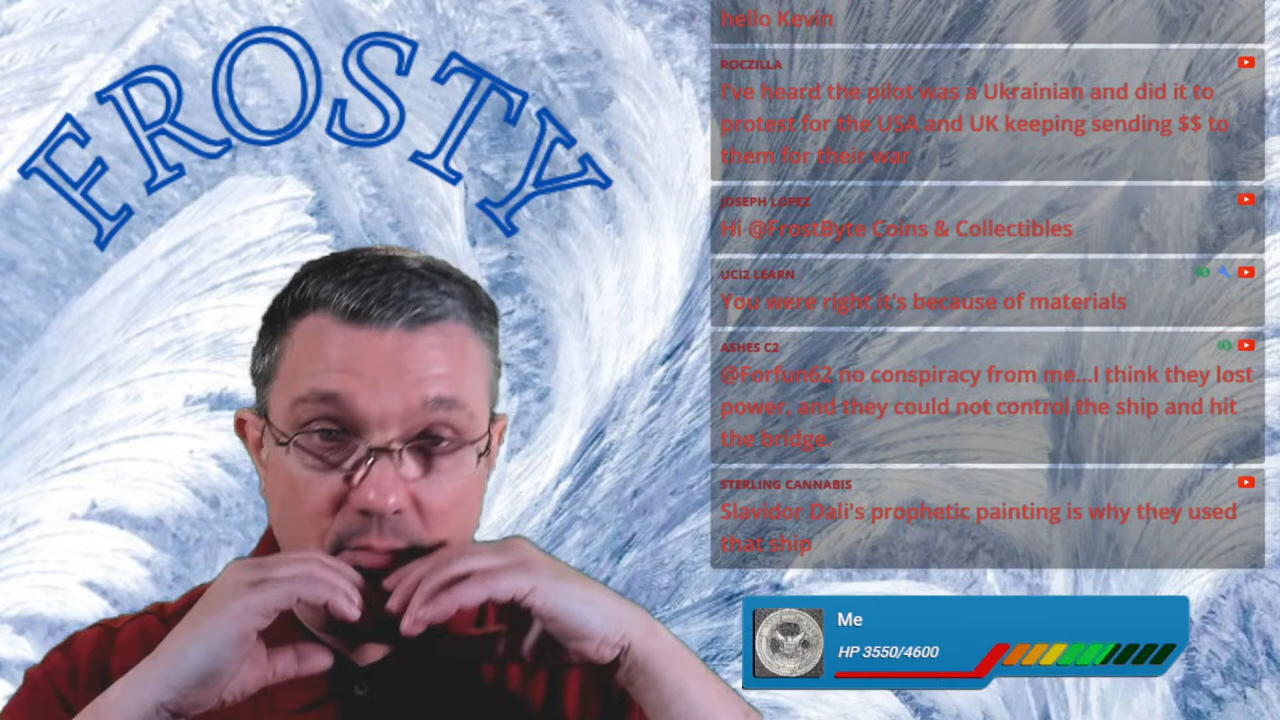 FROSTY
hello Kevin
ROCZILLA
I've heard the pilot was a Ukrainian and did it to
protest for the USA and UK keeping sending $$ to
them for their war
JOSEPH LOPEZ
Hi @FrostByte Coins & Collectibles
UCI2 LEARN
You were right it's because of materials
ASHES C2
@Forfun62 no conspiracy from me...I think they lost
power, and they could not control the ship and hit
the bridge.
STERLING CANNABIS
Slavidor Dali's prophetic painting is why they used
that ship
Me
HP 3550/4600